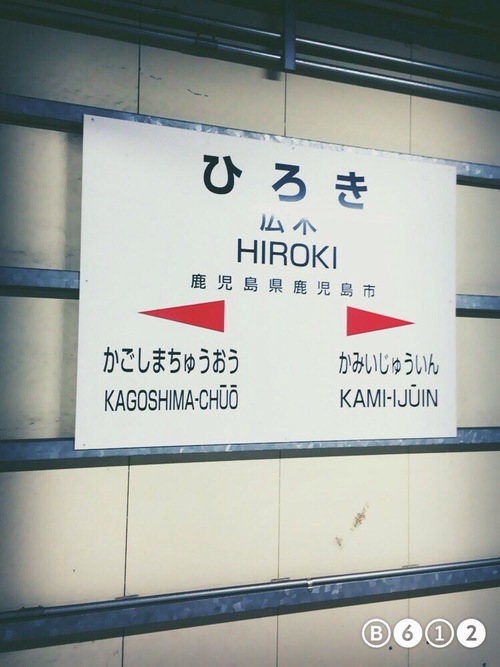 ひろき
広木
HIROKI
鹿児島県鹿児島市
かごしまちゅうおう
KAGOSHIMA-CHŪŌ
かみいじゅういん
KAMI-IJŪIN
B612